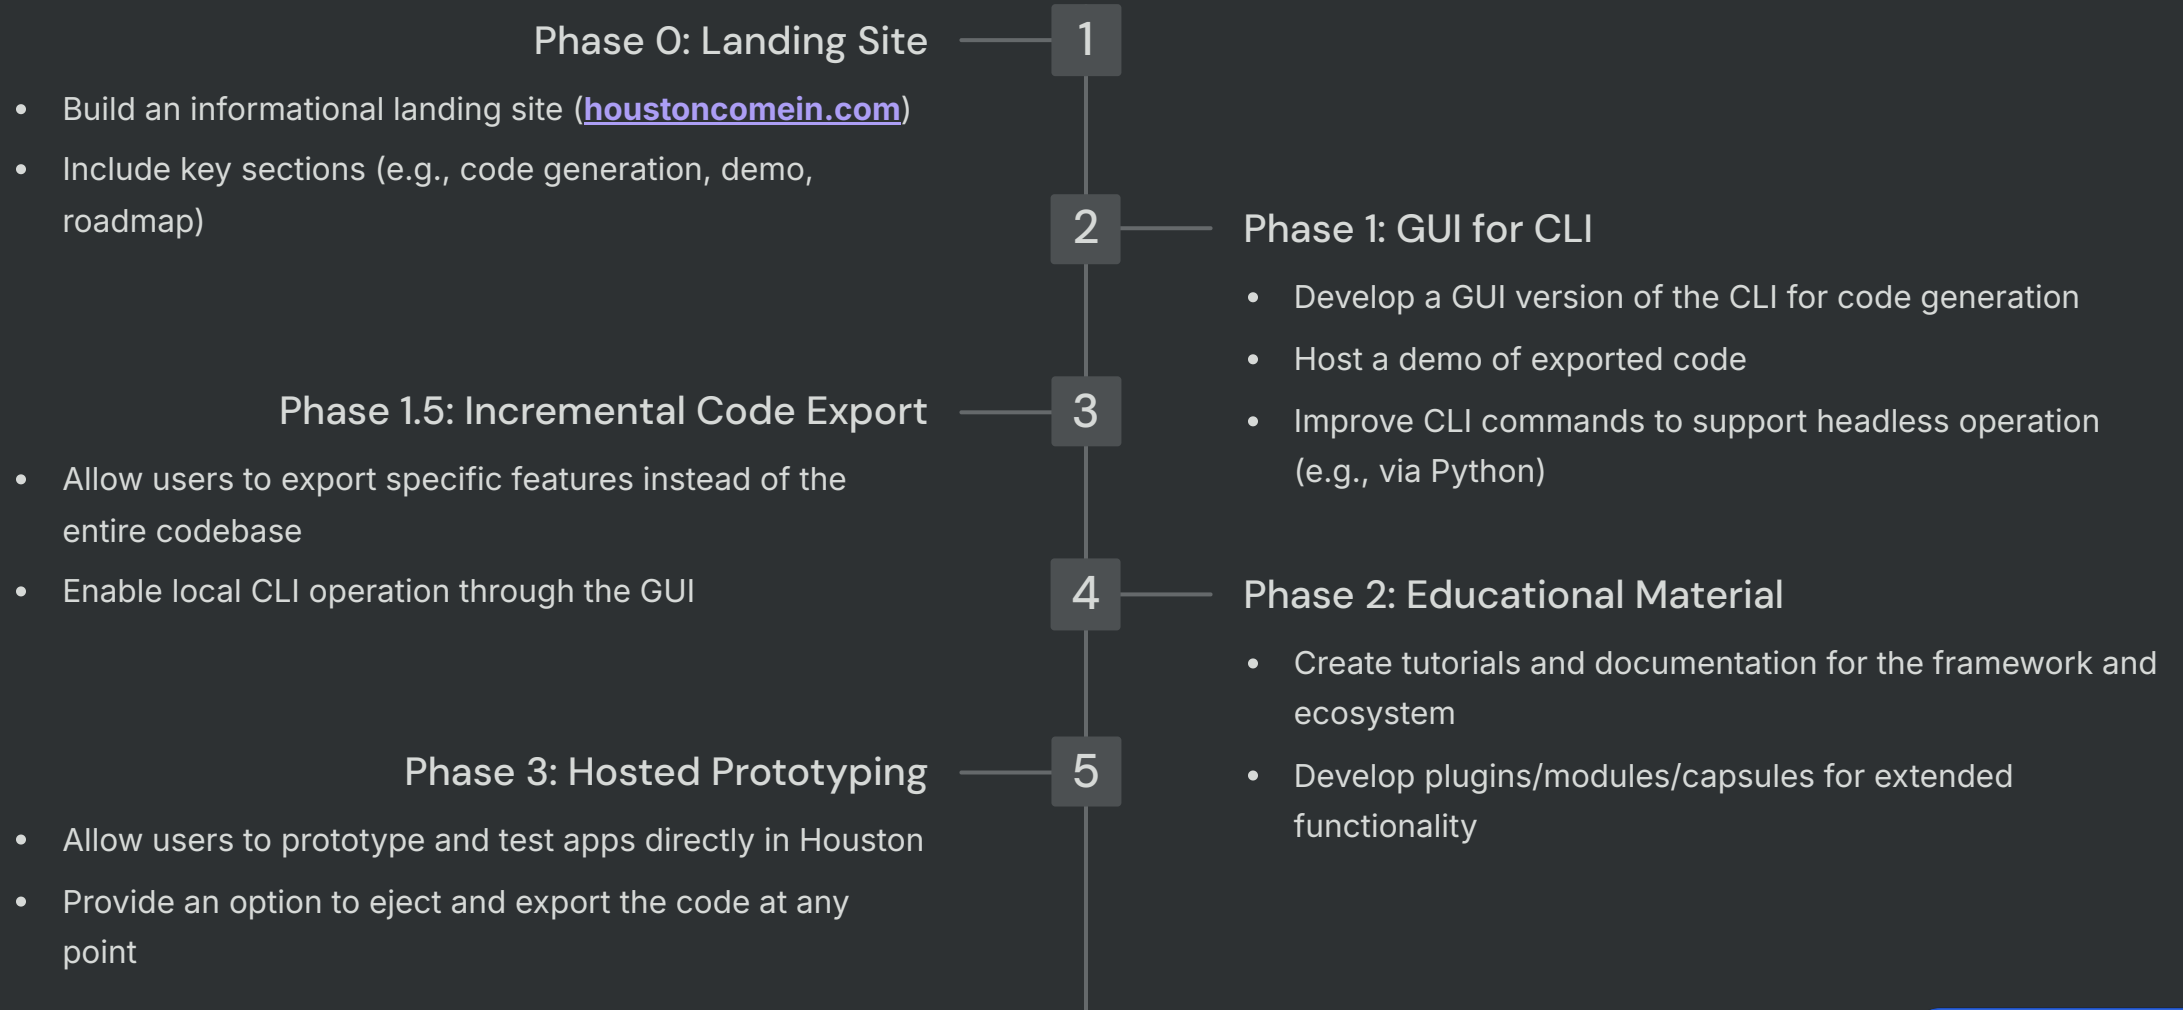 Phase 0: Landing Site
1
• Build an informational landing site (houstoncomein.com)
• Include key sections (e.g., code generation, demo,
roadmap)
2
Phase 1: GUI for CLI
• Develop a GUI version of the CLI for code generation
• Host a demo of exported code
• Improve CLI commands to support headless operation
(e.g., via Python)
Phase 1.5: Incremental Code Export
3
• Allow users to export specific features instead of the
entire codebase
• Enable local CLI operation through the GUI
4
Phase 2: Educational Material
• Create tutorials and documentation for the framework and
ecosystem
• Develop plugins/modules/capsules for extended
functionality
Phase 3: Hosted Prototyping
5
• Allow users to prototype and test apps directly in Houston
• Provide an option to eject and export the code at any
point